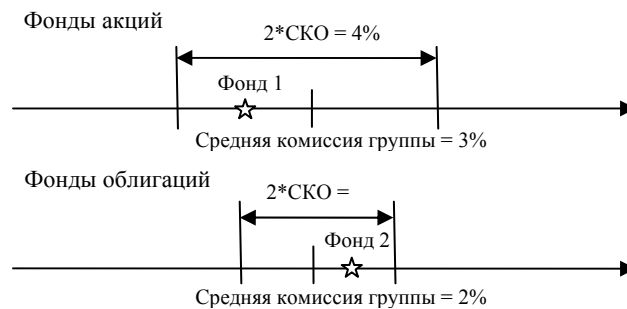 Фонды акций
2*СКО = 4%
Фонд 1
Средняя комиссия группы = 3%
Фонды облигаций
2*СКО =
Фонд 2
Средняя комиссия группы = 2%